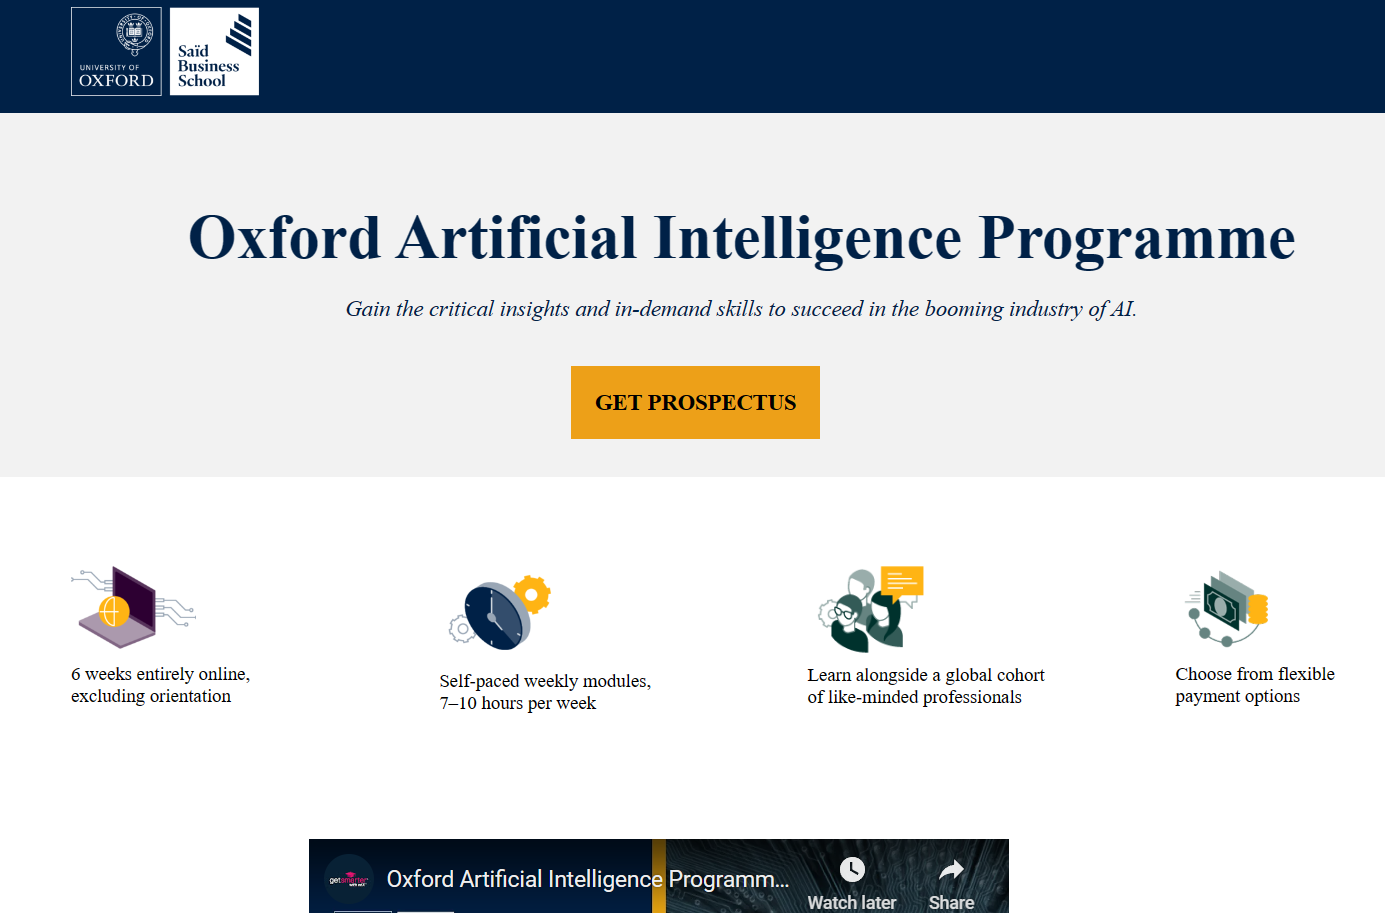 UNIVERSITY OF
OXFORD
Saïd
Business
School
Oxford Artificial Intelligence Programme
Gain the critical insights and in-demand skills to succeed in the booming industry of AI.
GET PROSPECTUS
6 weeks entirely online,
excluding orientation
Self-paced weekly modules,
7–10 hours per week
Learn alongside a global cohort
of like-minded professionals
Choose from flexible
payment options
getsmarter
Oxford Artificial Intelligence Programm...
Watch later
Share